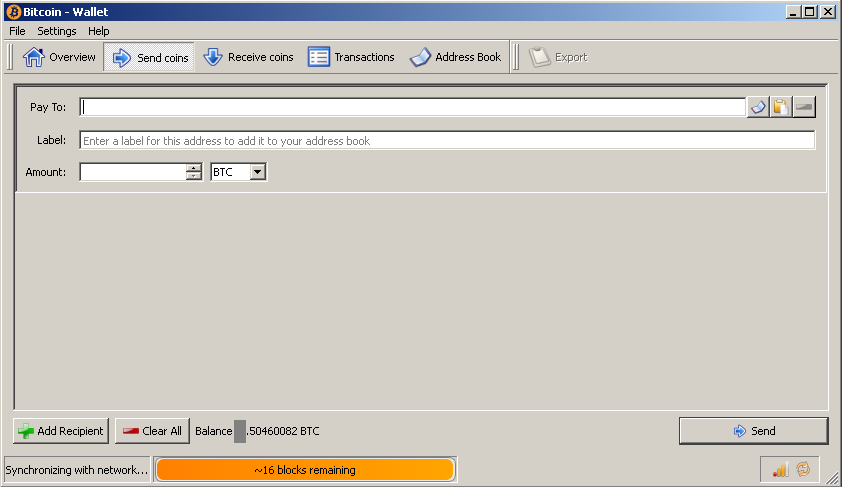 Bitcoin - Wallet
File Settings Help
Overview Send coins Receive coins Transactions Address Book Export
Pay To:
Label: Enter a label for this address to add it to your address book
Amount: BTC
Add Recipient Clear All Balance .50460082 BTC Send
Synchronizing with network... ~16 blocks remaining